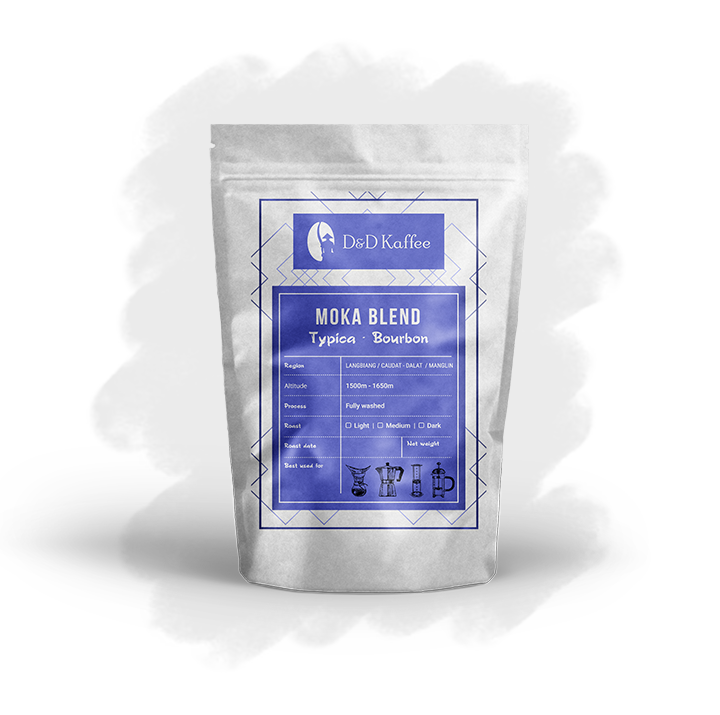 D&D Kaffee
MOKA BLEND
Typica - Bourbon
Region LANGBIANG / CAUDAT - DALAT / MANGLIN
Altitude 1500m - 1650m
Process Fully washed
Roast ☐ Light | ☐ Medium | ☐ Dark
Roast date Net weight
Best used for